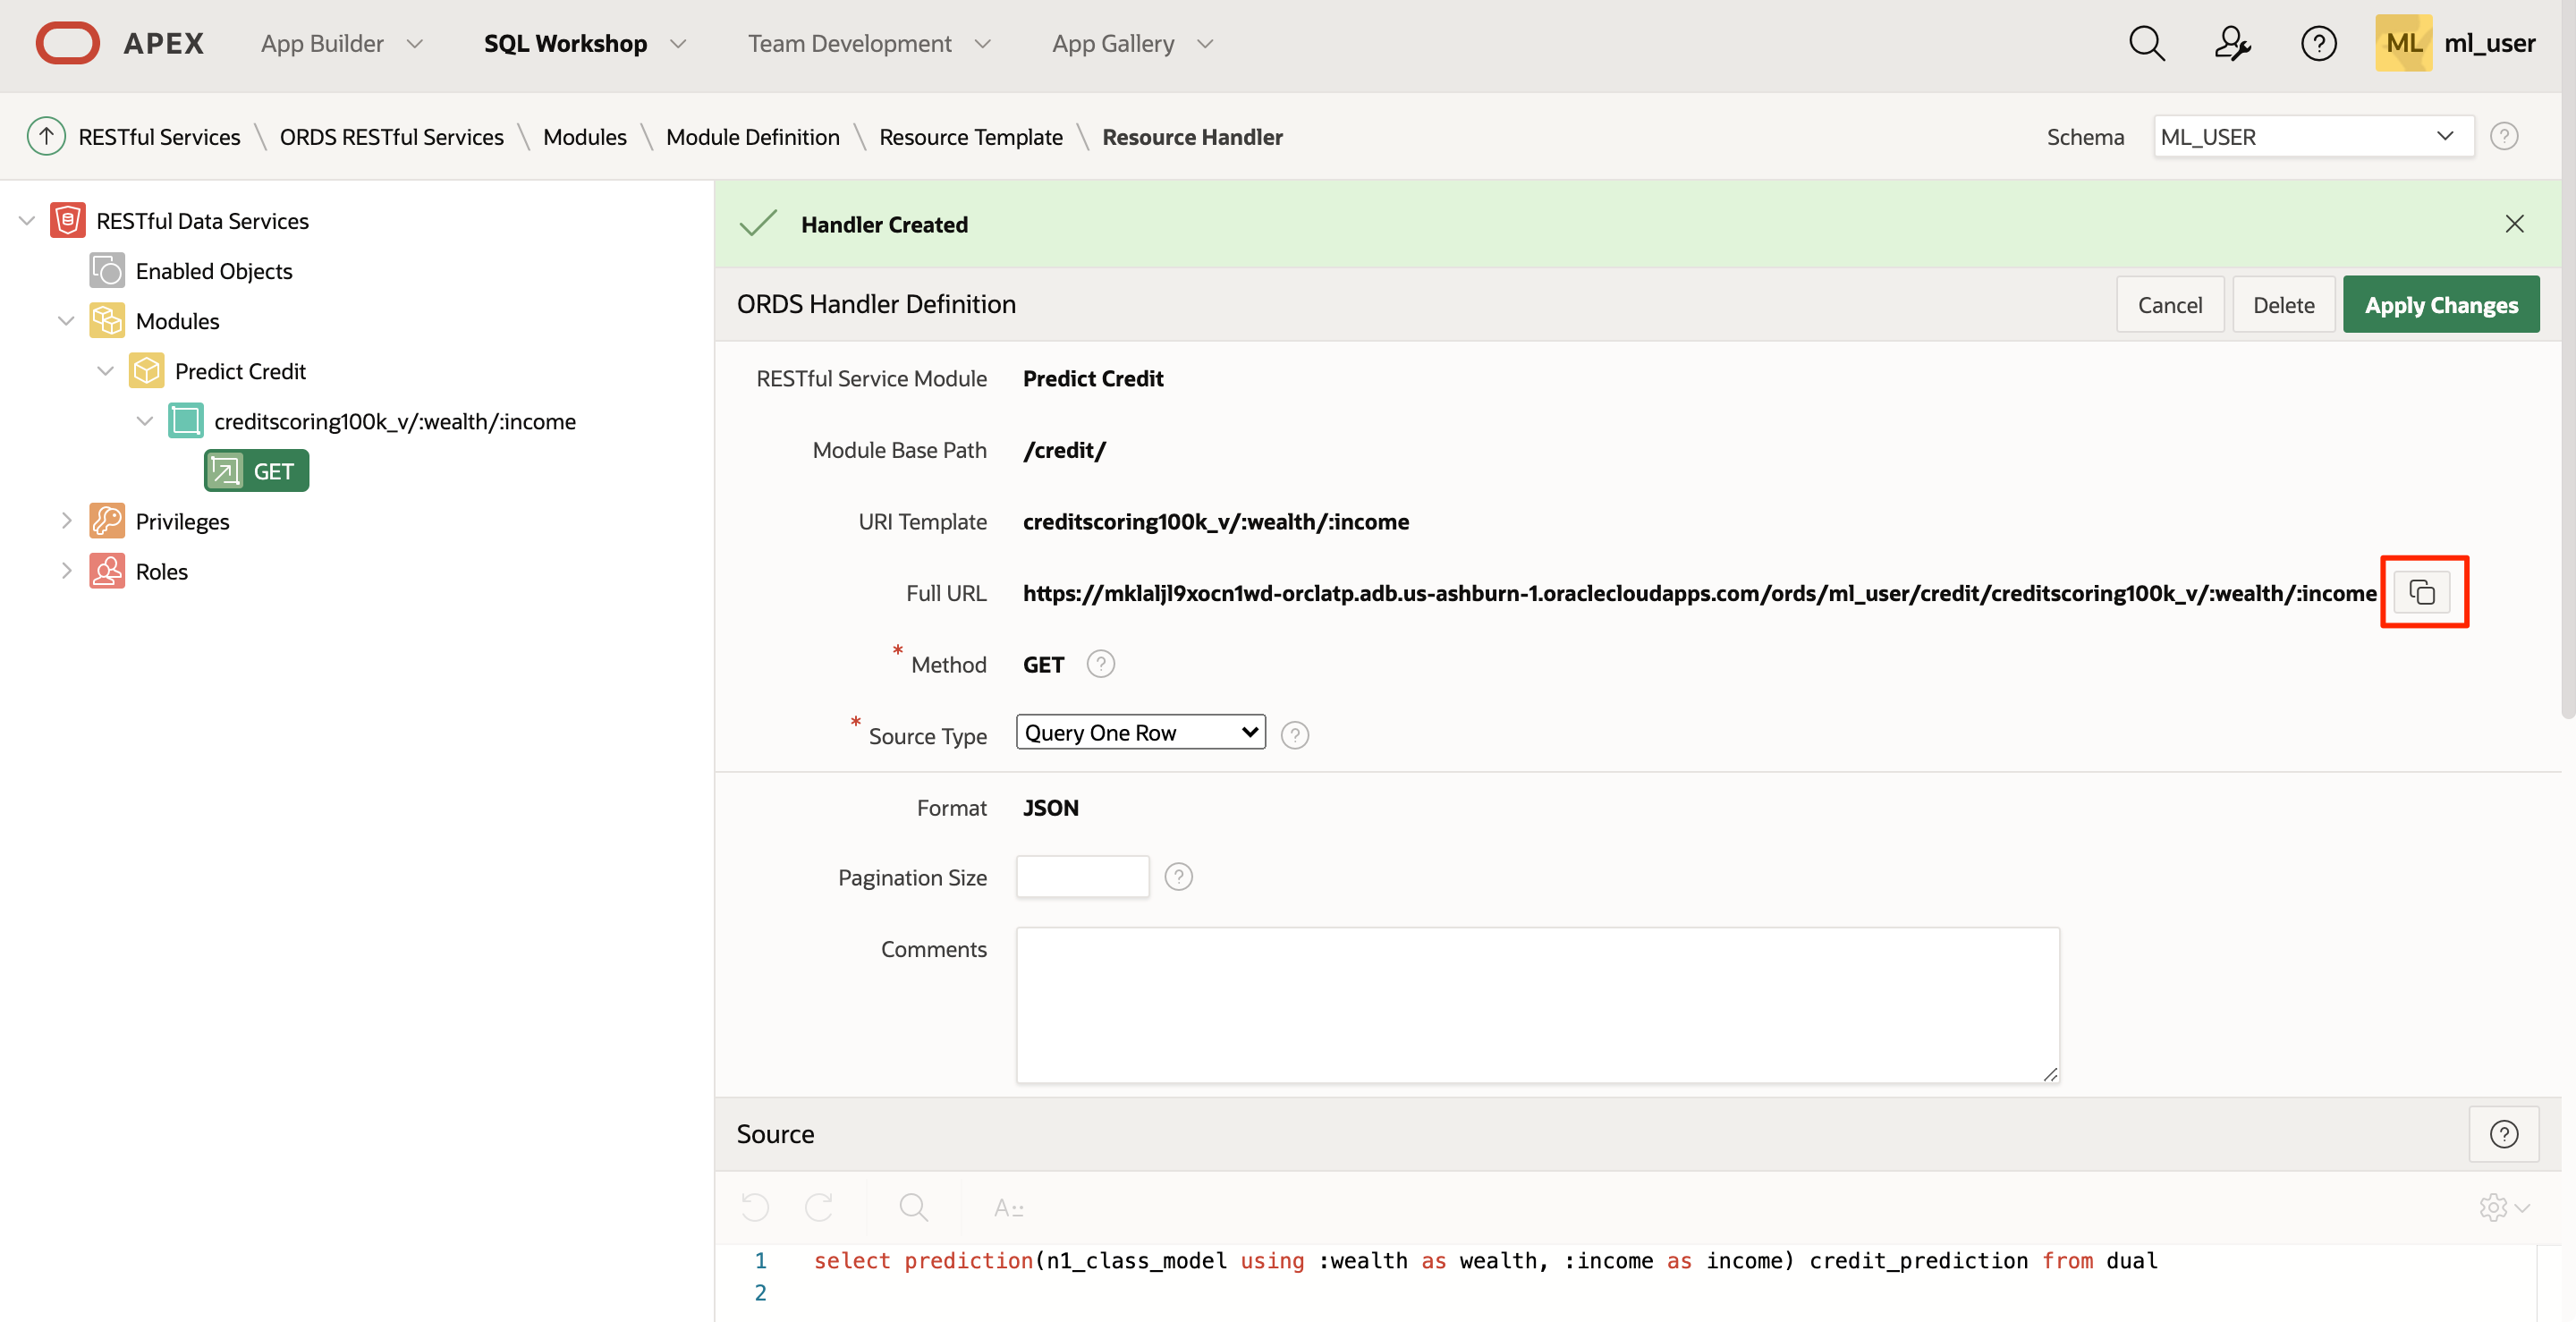 APEX App Builder SQL Workshop Team Development App Gallery ? ML ml_user
RESTful Services \ ORDS RESTful Services \ Modules \ Module Definition \ Resource Template \ Resource Handler Schema ML_USER ?
RESTful Data Services
Enabled Objects
Modules
Predict Credit
creditscoring100k_v/:wealth/:income
GET
Privileges
Roles
Handler Created
ORDS Handler Definition Cancel Delete Apply Changes
RESTful Service Module Predict Credit
Module Base Path /credit/
URI Template creditscoring100k_v/:wealth/:income
Full URL https://mklaljl9xocn1wd-orclatp.adb.us-ashburn-1.oraclecloudapps.com/ords/ml_user/credit/creditscoring100k_v/:wealth/:income
* Method GET ?
* Source Type Query One Row ?
Format JSON
Pagination Size ?
Comments
Source ?
A::
1 select prediction(n1_class_model using :wealth as wealth, :income as income) credit_prediction from dual
2